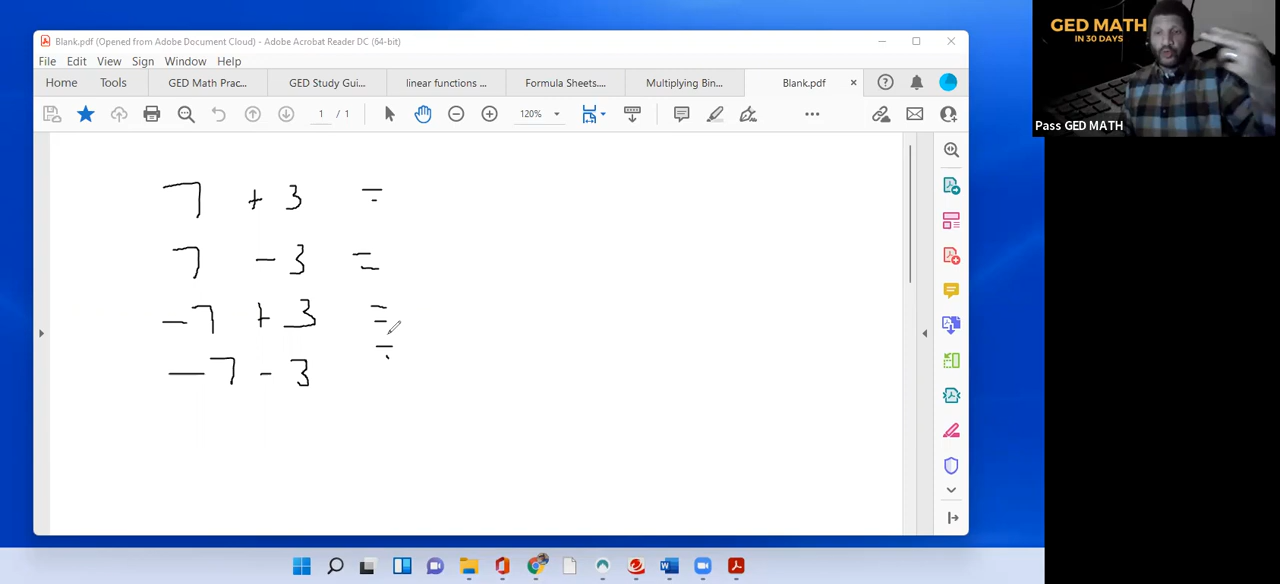 GED MATH
IN 30 DAYS
Pass GED MATH
Blank.pdf (Opened from Adobe Document Cloud) - Adobe Acrobat Reader DC (64-bit)
File Edit View Sign Window Help
Home Tools GED Math Prac... GED Study Gui... linear functions ... Formula Sheets.... Multiplying Bin... Blank.pdf ×
1 / 1 120%
7 + 3 =
7 - 3 =
-7 + 3 =
-7 - 3 =